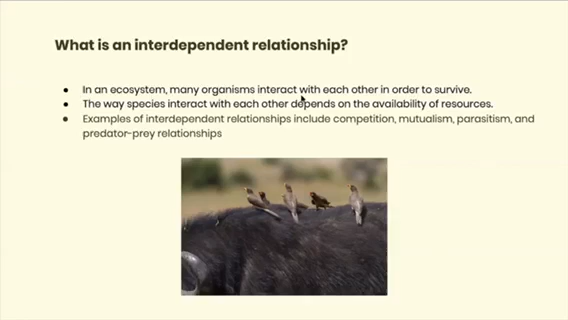 What is an interdependent relationship?
● In an ecosystem, many organisms interact with each other in order to survive.
● The way species interact with each other depends on the availability of resources.
● Examples of interdependent relationships include competition, mutualism, parasitism, and
predator-prey relationships